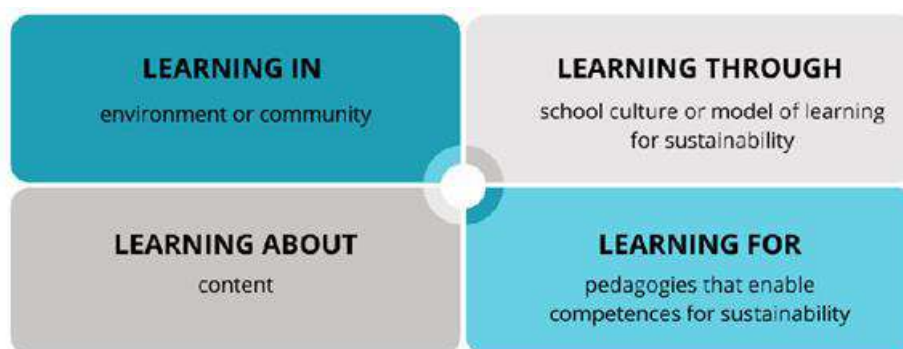 LEARNING IN
environment or community
LEARNING THROUGH
school culture or model of learning
for sustainability
LEARNING ABOUT
content
LEARNING FOR
pedagogies that enable
competences for sustainability